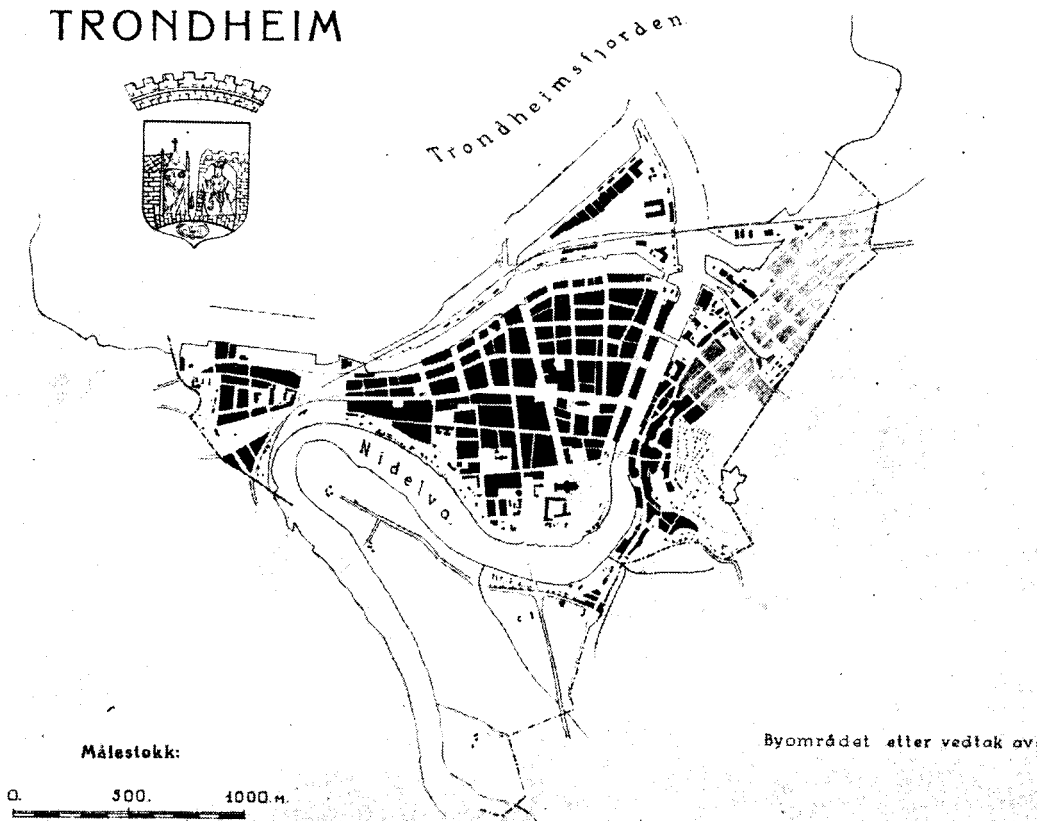 TRONDHEIM
Trondheimsfjorden.
Nidelva.
Målestokk:
Byområdet etter vedtak av:
0. 500. 1000 M.